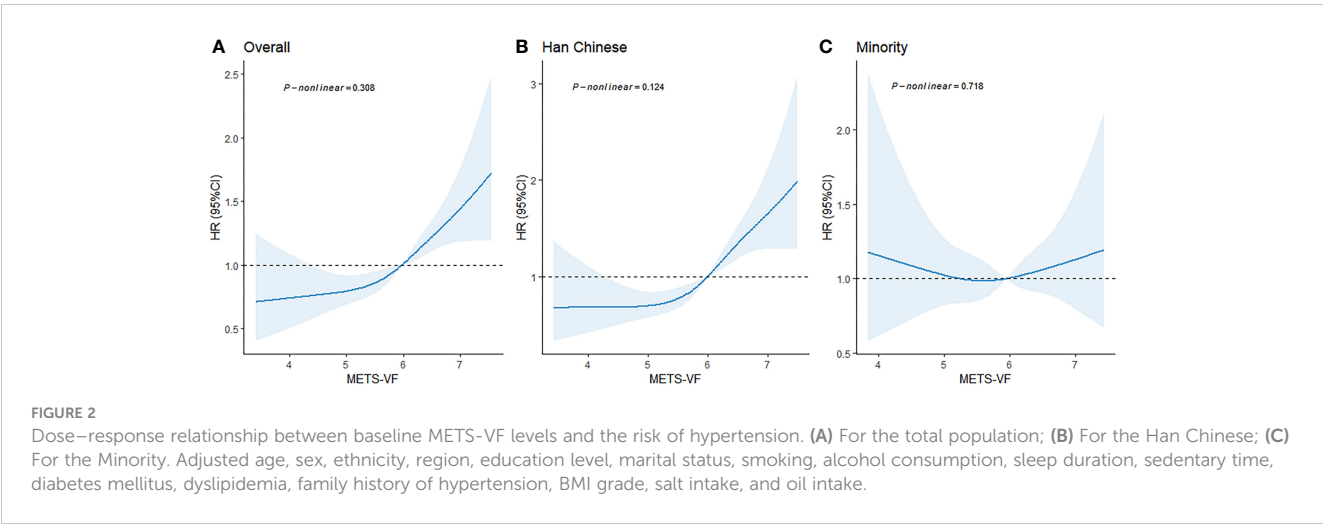 A Overall
P−nonlinear=0.308
HR (95%CI)
2.5
2.0
1.5
1.0
0.5
4 5 6 7
METS-VF
B Han Chinese
P−nonlinear=0.124
HR (95%CI)
3
2
1
4 5 6 7
METS-VF
C Minority
P−nonlinear=0.718
HR (95%CI)
2.0
1.5
1.0
0.5
4 5 6 7
METS-VF
FIGURE 2
Dose–response relationship between baseline METS-VF levels and the risk of hypertension. (A) For the total population; (B) For the Han Chinese; (C)
For the Minority. Adjusted age, sex, ethnicity, region, education level, marital status, smoking, alcohol consumption, sleep duration, sedentary time,
diabetes mellitus, dyslipidemia, family history of hypertension, BMI grade, salt intake, and oil intake.